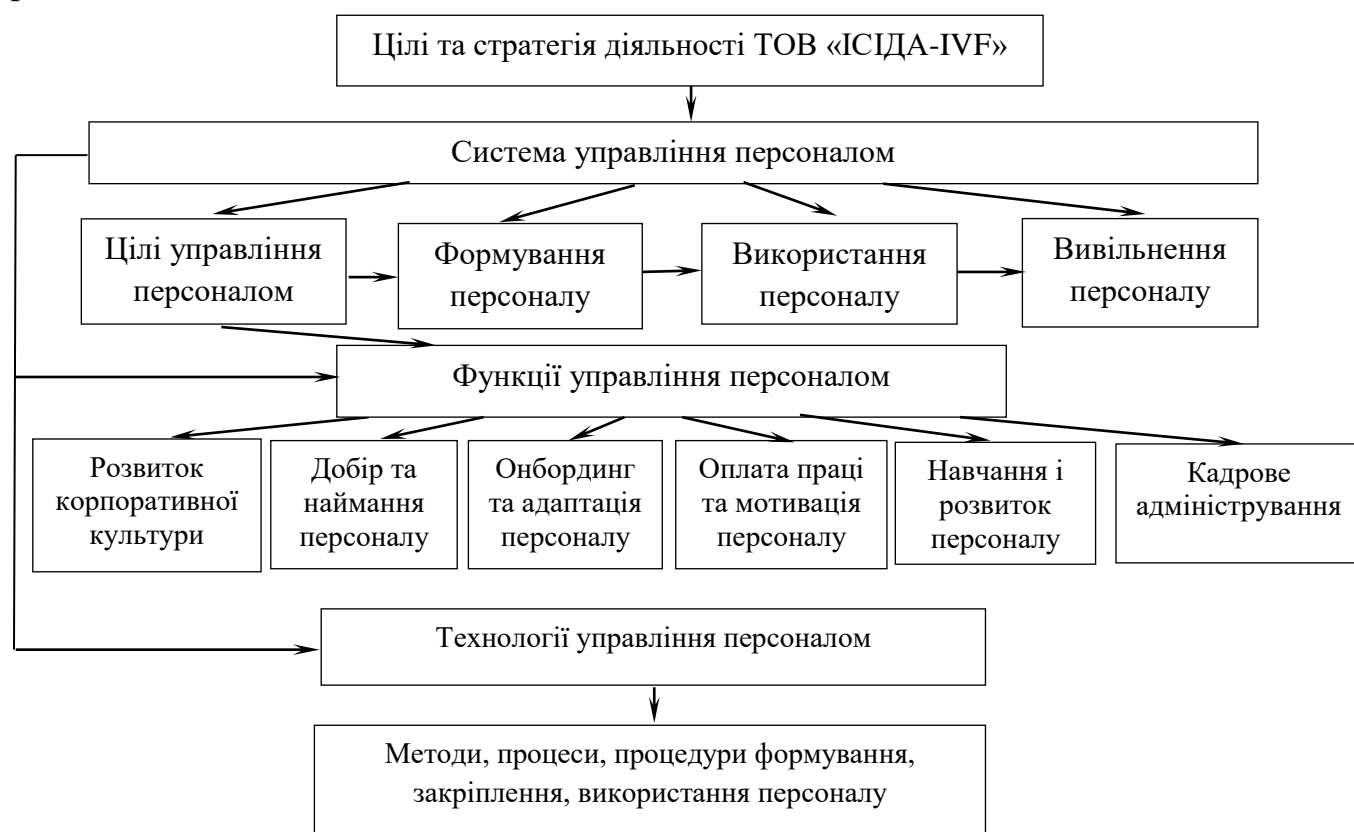 Цілі та стратегія діяльності ТОВ «ІСІДА-IVF»
Система управління персоналом
Цілі управління
персоналом
Формування
персоналу
Використання
персоналу
Вивільнення
персоналу
Функції управління персоналом
Розвиток
корпоративної
культури
Добір та
наймання
персоналу
Онбординг
та адаптація
персоналу
Оплата праці
та мотивація
персоналу
Навчання і
розвиток
персоналу
Кадрове
адміністрування
Технології управління персоналом
Методи, процеси, процедури формування,
закріплення, використання персоналу